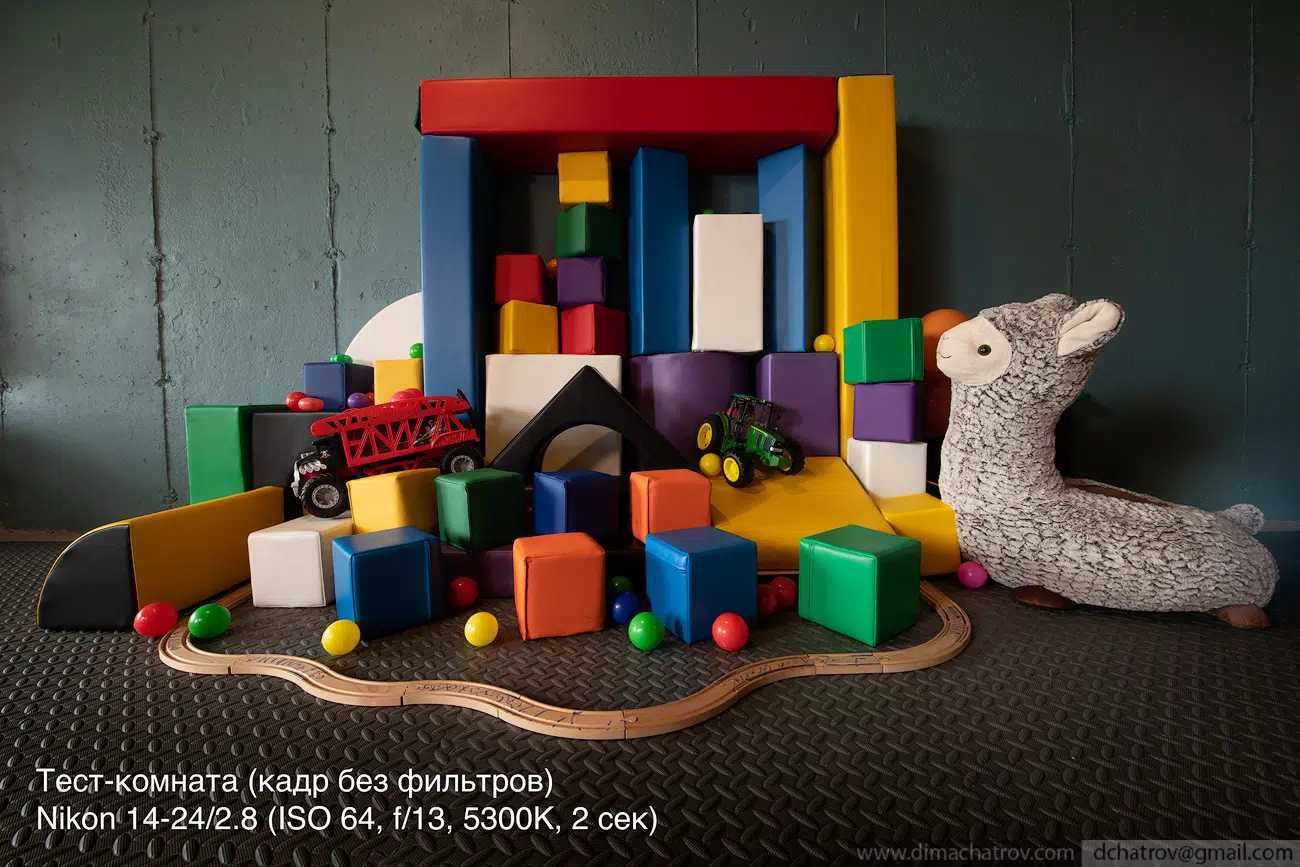 Тест-комната (кадр без фильтров)
Nikon 14-24/2.8 (ISO 64, f/13, 5300K, 2 сек)
www.dimachatrov.com dchatrov@gmail.com